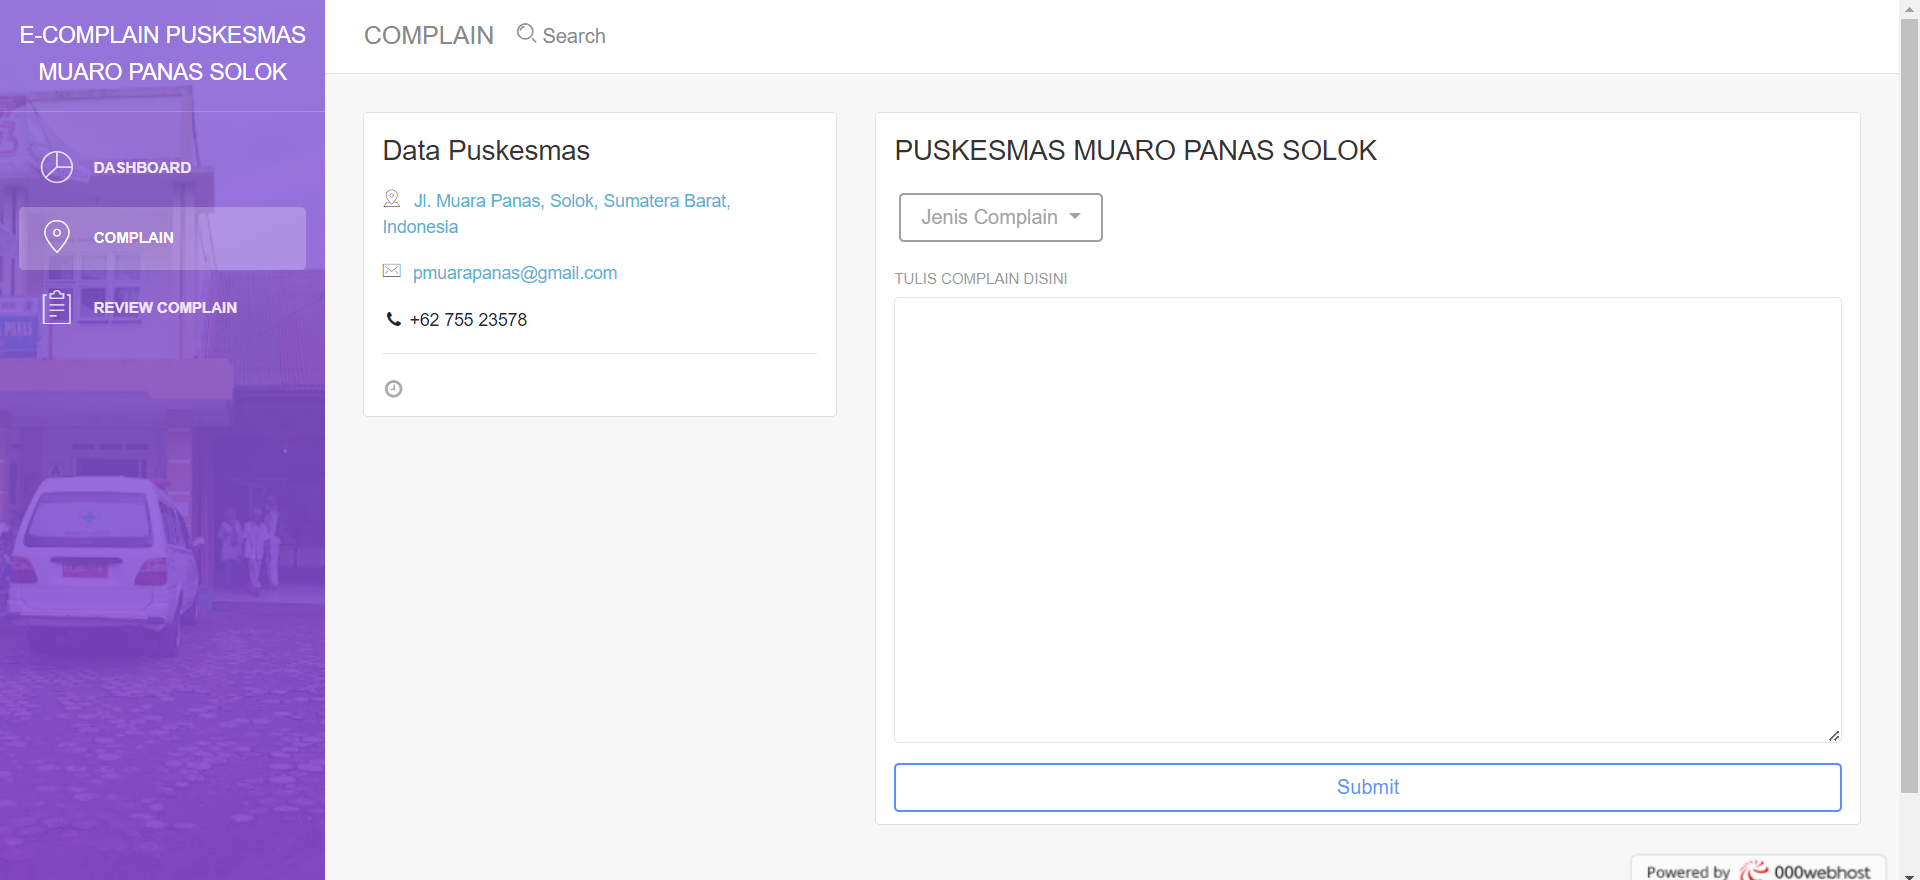 E-COMPLAIN PUSKESMAS
MUARO PANAS SOLOK
DASHBOARD
COMPLAIN
REVIEW COMPLAIN
COMPLAIN
Search
Data Puskesmas
Jl. Muara Panas, Solok, Sumatera Barat,
Indonesia
pmuarapanas@gmail.com
+62 755 23578
PUSKESMAS MUARO PANAS SOLOK
Jenis Complain
TULIS COMPLAIN DISINI
Submit
Powered by 000webhost